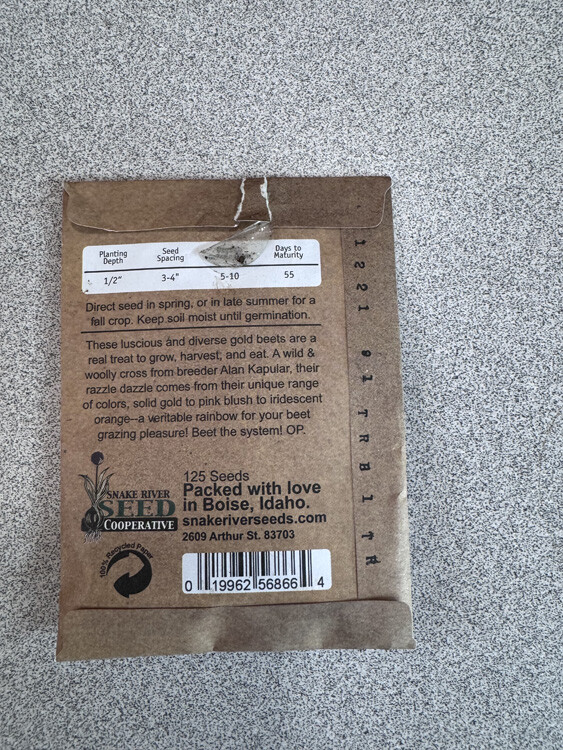 Planting Depth
Seed Spacing
Days to Maturity
1/2"
3-4"
5-10
55
Direct seed in spring, or in late summer for a
fall crop. Keep soil moist until germination.
These luscious and diverse gold beets are a
real treat to grow, harvest, and eat. A wild &
woolly cross from breeder Alan Kapular, their
razzle dazzle comes from their unique range
of colors, solid gold to pink blush to iridescent
orange--a veritable rainbow for your beet
grazing pleasure! Beet the system! OP.
SNAKE RIVER
SEED
COOPERATIVE
125 Seeds
Packed with love
in Boise, Idaho.
snakeriverseeds.com
2609 Arthur St. 83703
100% Recycled Paper
0 19962 56866 4
1221